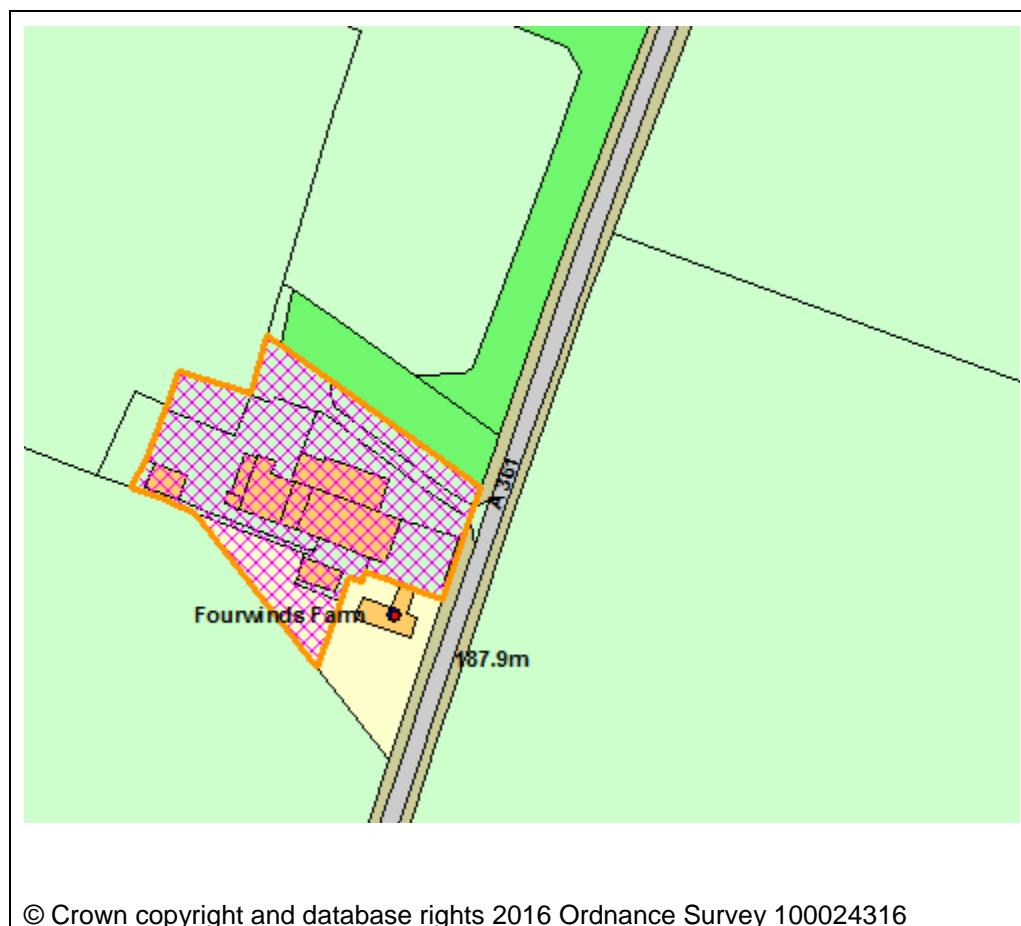 A 361
Fourwinds Farm
187.9m
© Crown copyright and database rights 2016 Ordnance Survey 100024316